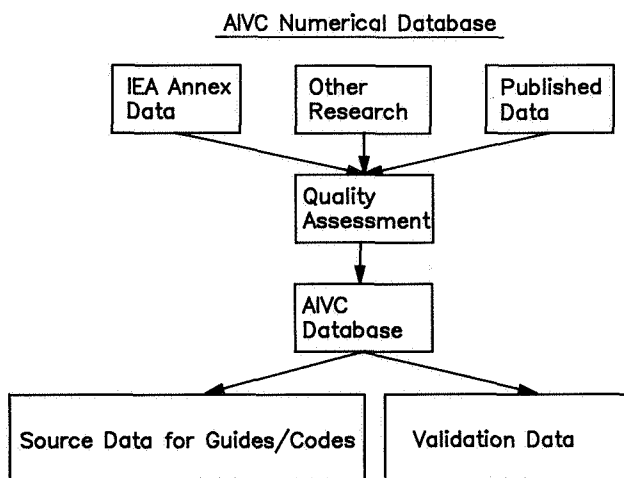 AIVC Numerical Database
IEA Annex
Data
Other
Research
Published
Data
Quality
Assessment
AIVC
Database
Source Data for Guides/Codes
Validation Data